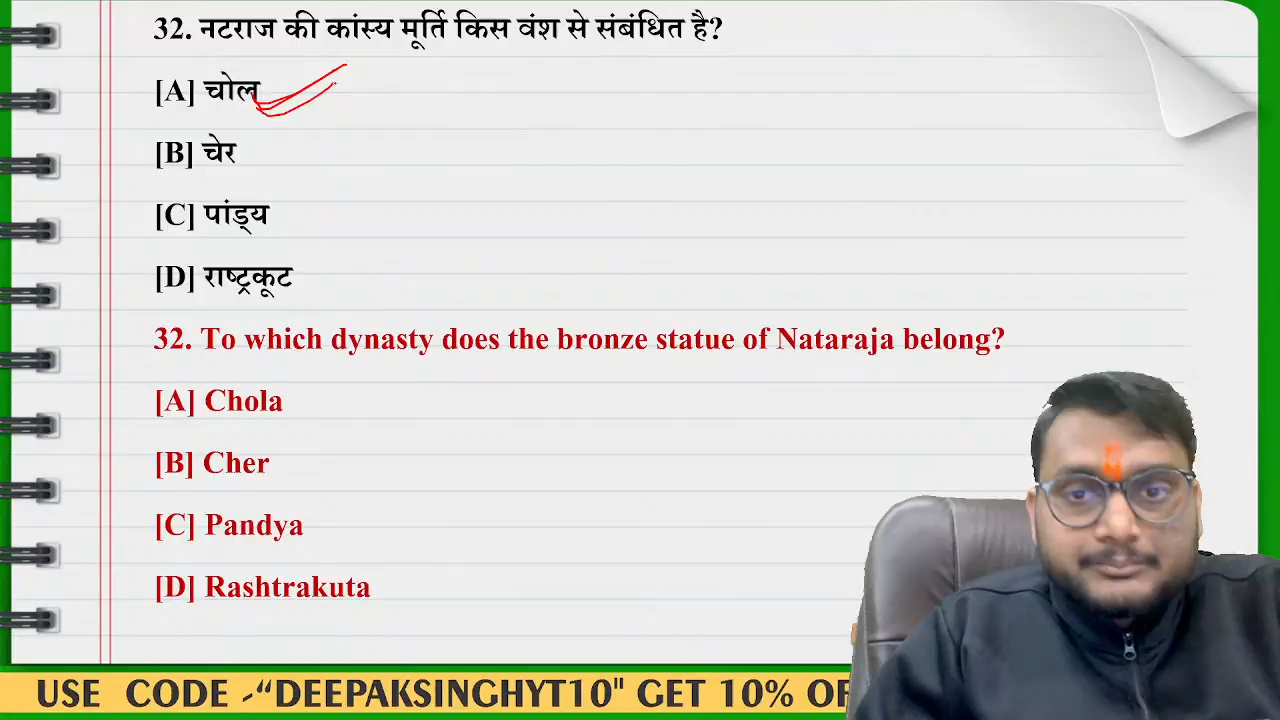 32. नटराज की कांस्य मूर्ति किस वंश से संबंधित है?
[A] चोल
[B] चेर
[C] पांड्य
[D] राष्ट्रकूट
32. To which dynasty does the bronze statue of Nataraja belong?
[A] Chola
[B] Cher
[C] Pandya
[D] Rashtrakuta
USE CODE -“DEEPAKSINGHYT10" GET 10% OF